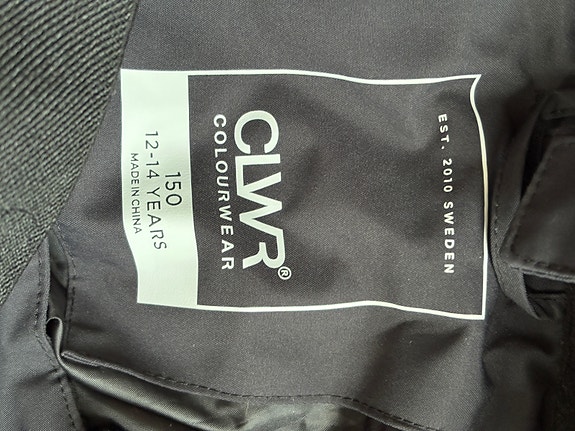 EST. 2010 SWEDEN
CLWR®
COLOURWEAR
150
12-14 YEARS
MADE IN CHINA